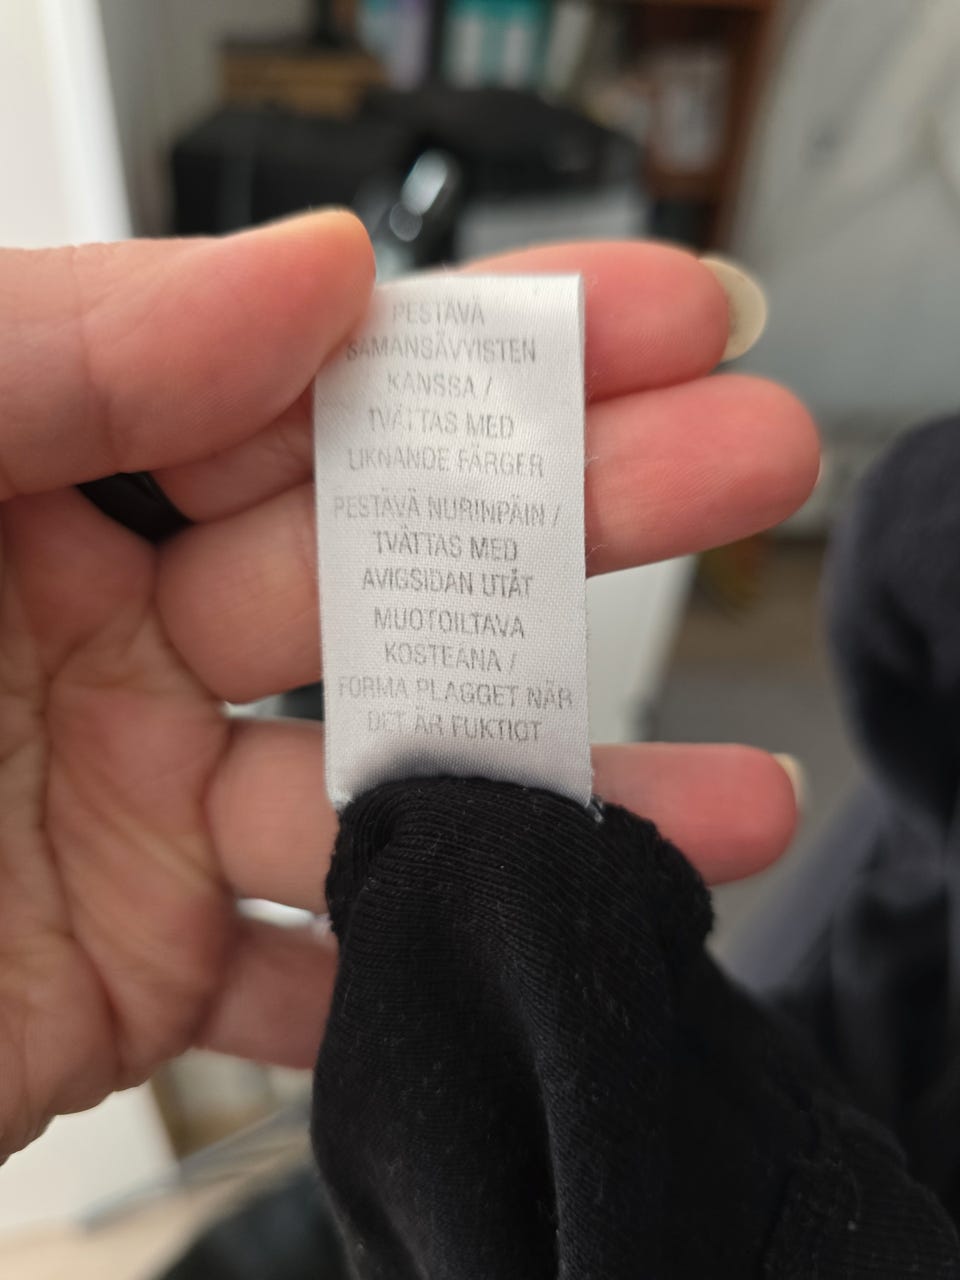 PESTÄVÄ
SAMANSÄVYISTEN
KANSSA /
TVÄTTAS MED
LIKNANDE FÄRGER
PESTÄVÄ NURINPÄIN /
TVÄTTAS MED
AVIGSIDAN UTÅT
MUOTOILTAVA
KOSTEANA /
FORMA PLAGGET NÄR
DET ÄR FUKTIGT